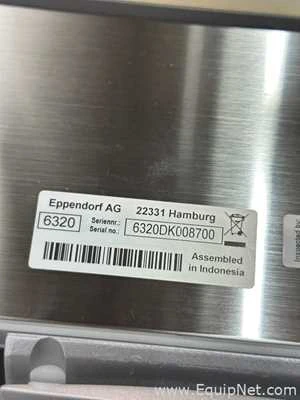 Eppendorf AG 22331 Hamburg
6320 Seriennr.: Serial no.: 6320DK008700
Assembled
in Indonesia
www.EquipNet.com